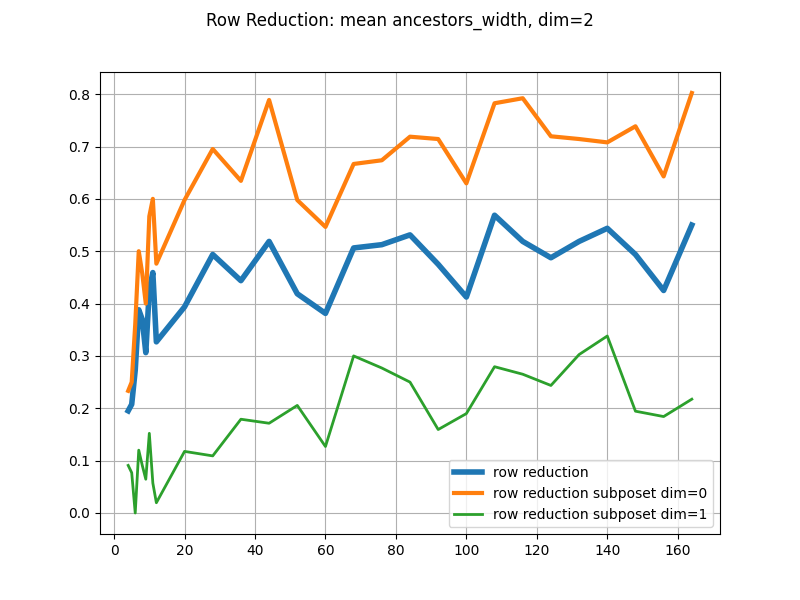 Row Reduction: mean ancestors_width, dim=2
0.8
0.7
0.6
0.5
0.4
0.3
0.2
0.1
0.0
0 20 40 60 80 100 120 140 160
row reduction
row reduction subposet dim=0
row reduction subposet dim=1